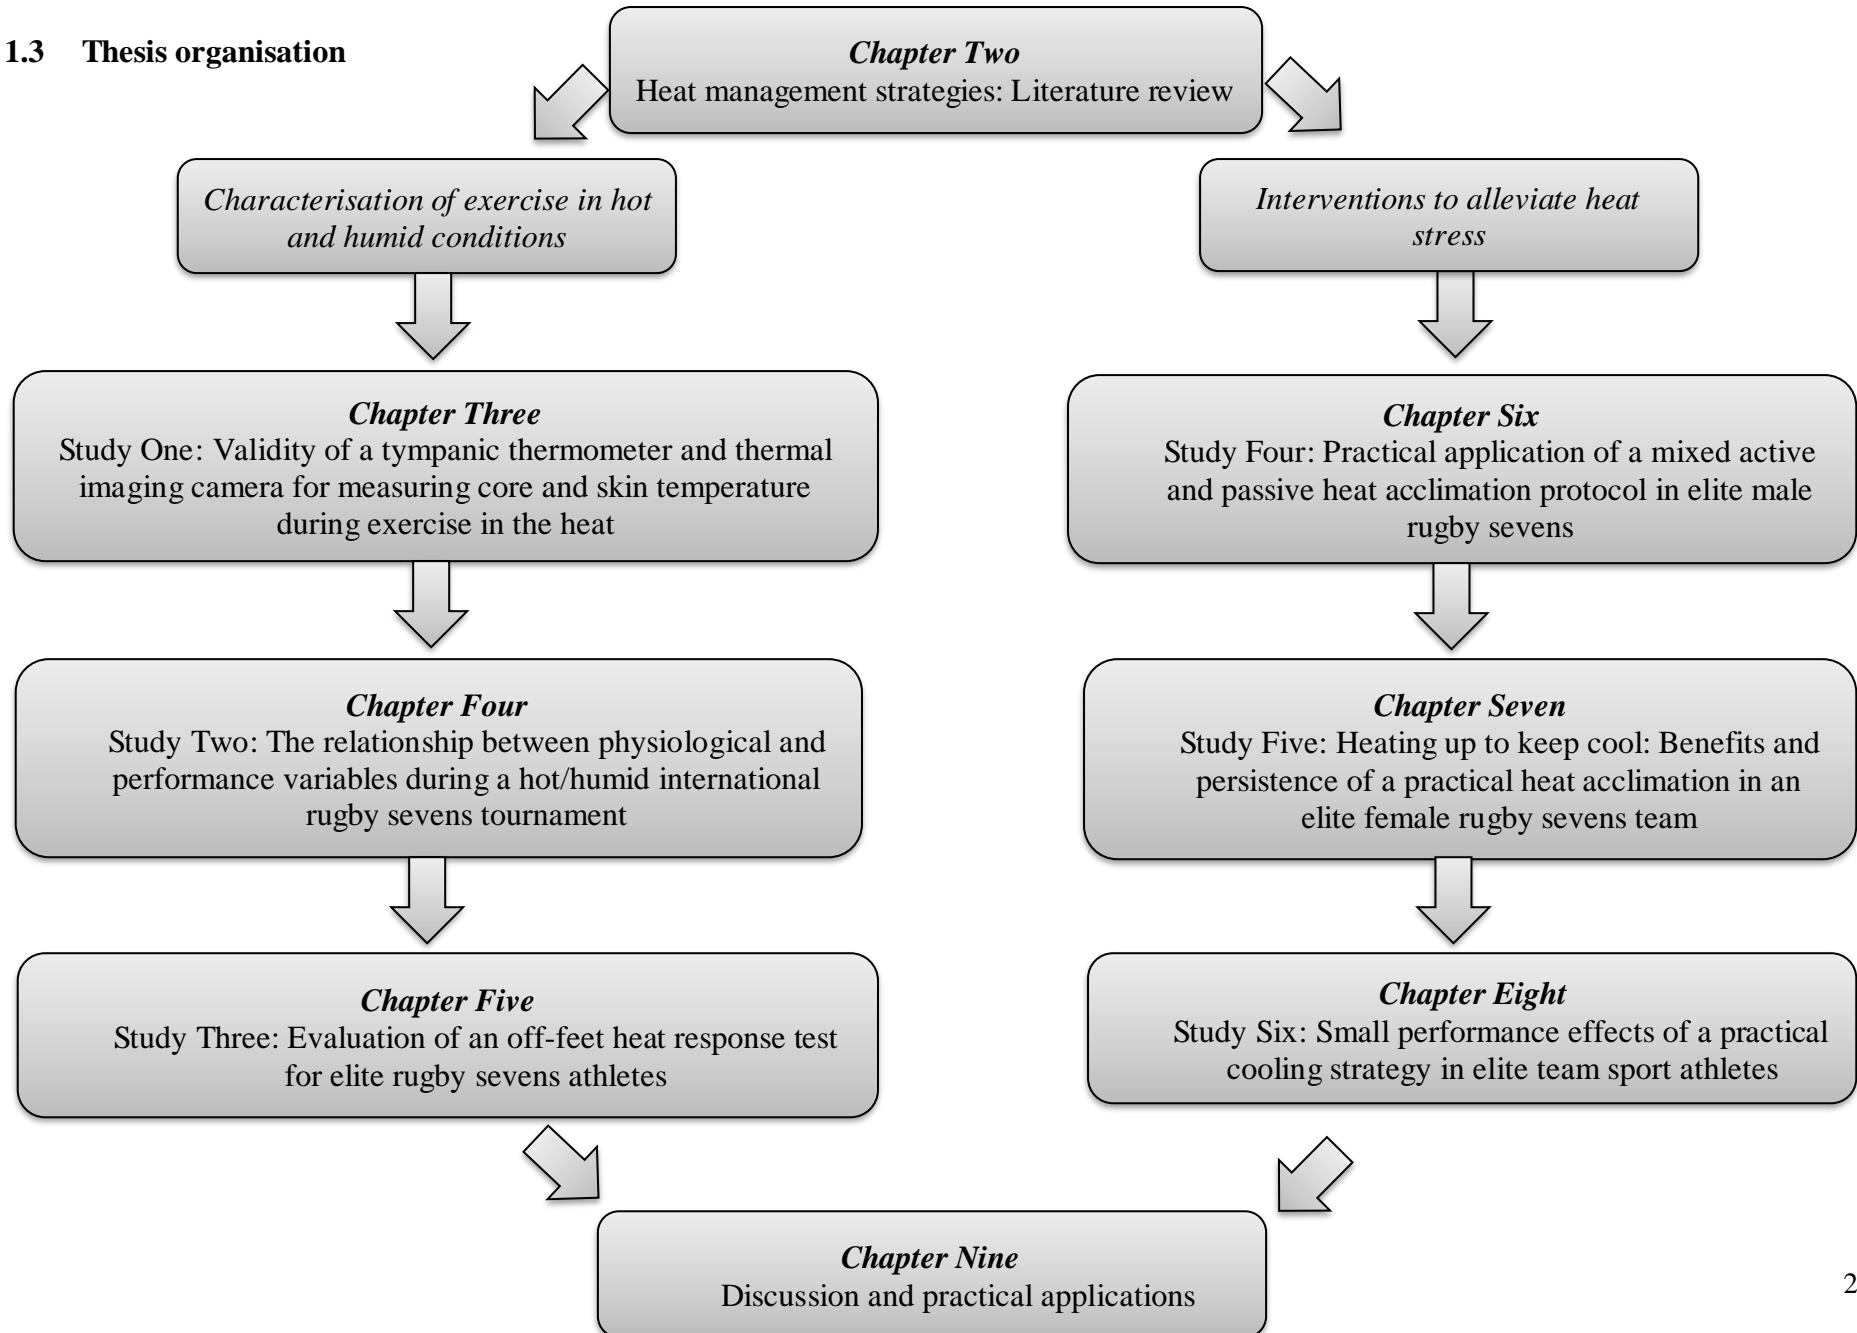 1.3 Thesis organisation
Chapter Two
Heat management strategies: Literature review
Characterisation of exercise in hot
and humid conditions
Interventions to alleviate heat
stress
Chapter Three
Study One: Validity of a tympanic thermometer and thermal
imaging camera for measuring core and skin temperature
during exercise in the heat
Chapter Six
Study Four: Practical application of a mixed active
and passive heat acclimation protocol in elite male
rugby sevens
Chapter Four
Study Two: The relationship between physiological and
performance variables during a hot/humid international
rugby sevens tournament
Chapter Seven
Study Five: Heating up to keep cool: Benefits and
persistence of a practical heat acclimation in an
elite female rugby sevens team
Chapter Five
Study Three: Evaluation of an off-feet heat response test
for elite rugby sevens athletes
Chapter Eight
Study Six: Small performance effects of a practical
cooling strategy in elite team sport athletes
Chapter Nine
Discussion and practical applications
2